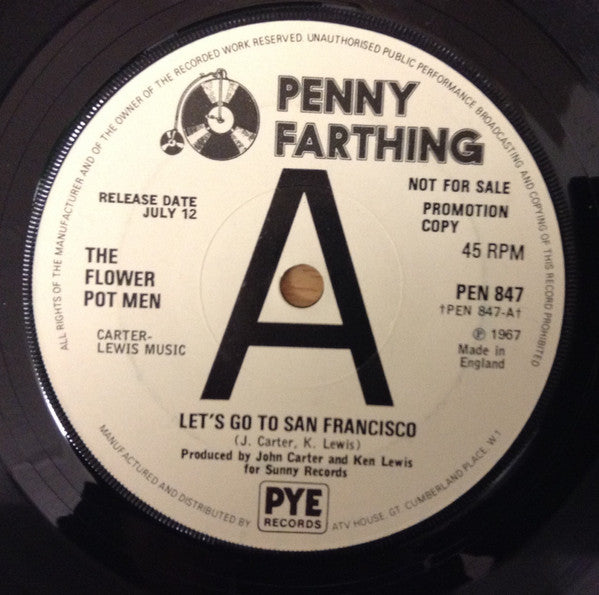 ALL RIGHTS OF THE MANUFACTURER AND OF THE OWNER OF THE RECORDED WORK RESERVED. UNAUTHORISED PUBLIC PERFORMANCE BROADCASTING AND COPYING OF THIS RECORD PROHIBITED
PENNY
FARTHING
RELEASE DATE
JULY 12
NOT FOR SALE
PROMOTION
COPY
45 RPM
A
THE
FLOWER
POT MEN
CARTER-
LEWIS MUSIC
PEN 847
†PEN 847-A†
Ⓟ 1967
Made in
England
LET'S GO TO SAN FRANCISCO
(J. Carter, K. Lewis)
Produced by John Carter and Ken Lewis
for Sunny Records
PYE
RECORDS
MANUFACTURED AND DISTRIBUTED BY
ATV HOUSE, GT. CUMBERLAND PLACE, W.1